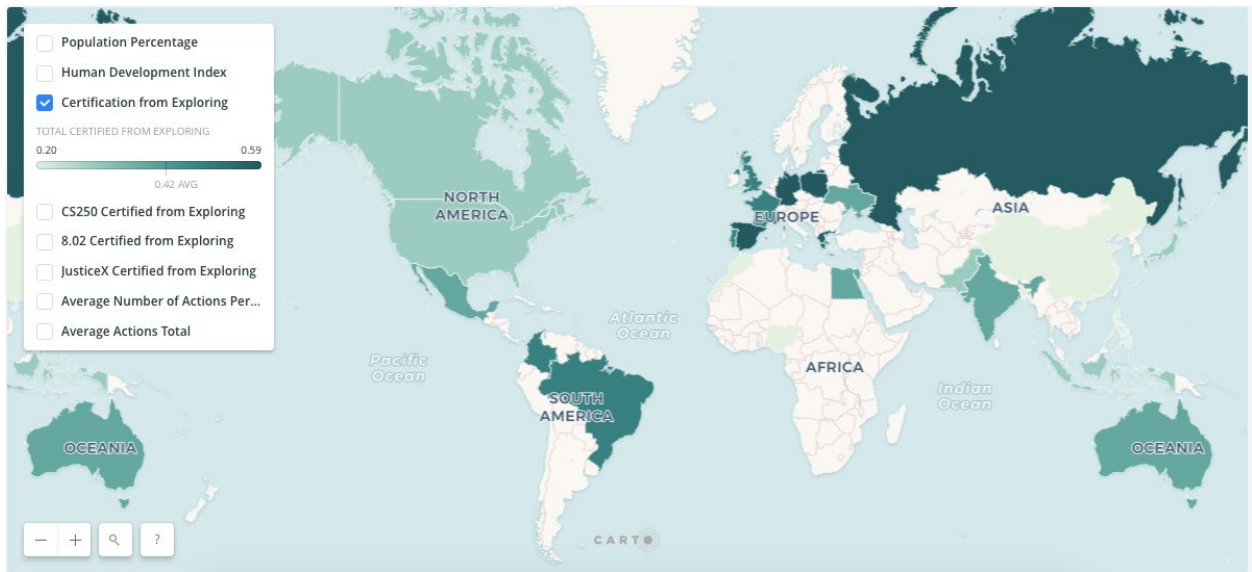 Population Percentage
Human Development Index
Certification from Exploring
TOTAL CERTIFIED FROM EXPLORING
0.20 0.59
0.42 AVG
CS250 Certified from Exploring
8.02 Certified from Exploring
JusticeX Certified from Exploring
Average Number of Actions Per...
Average Actions Total
NORTH
AMERICA
EUROPE
ASIA
Atlantic
Ocean
Pacific
Ocean
AFRICA
SOUTH
AMERICA
Indian
Ocean
OCEANIA
OCEANIA
− + ?
CARTO